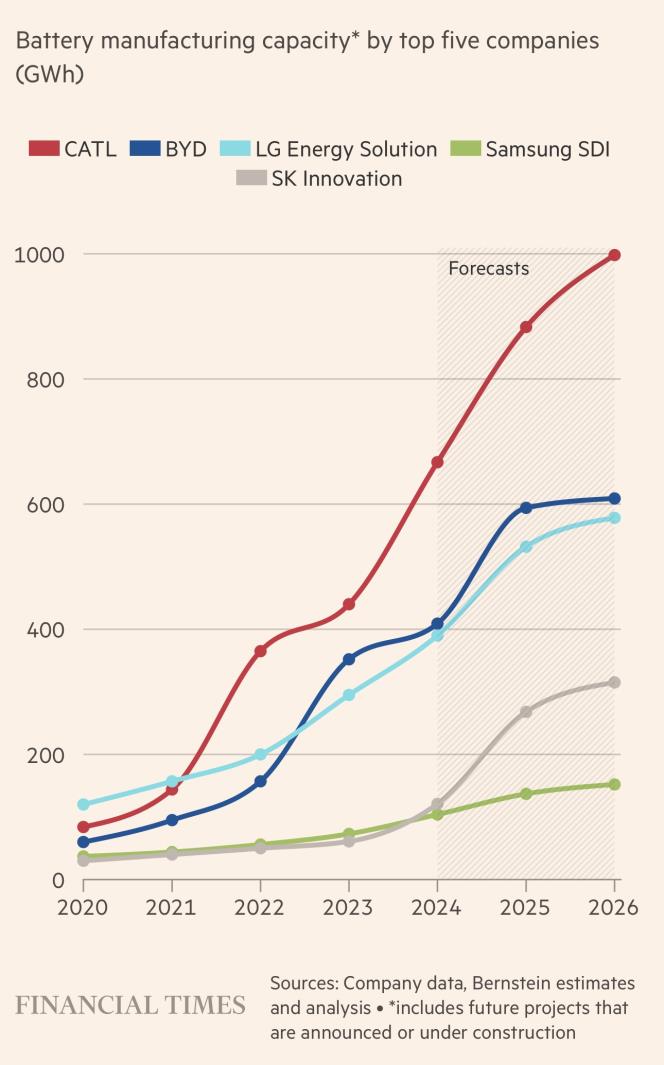 Battery manufacturing capacity* by top five companies
(GWh)
CATL BYD LG Energy Solution Samsung SDI
SK Innovation
1000
Forecasts
800
600
400
200
0
2020 2021 2022 2023 2024 2025 2026
FINANCIAL TIMES
Sources: Company data, Bernstein estimates
and analysis • *includes future projects that
are announced or under construction